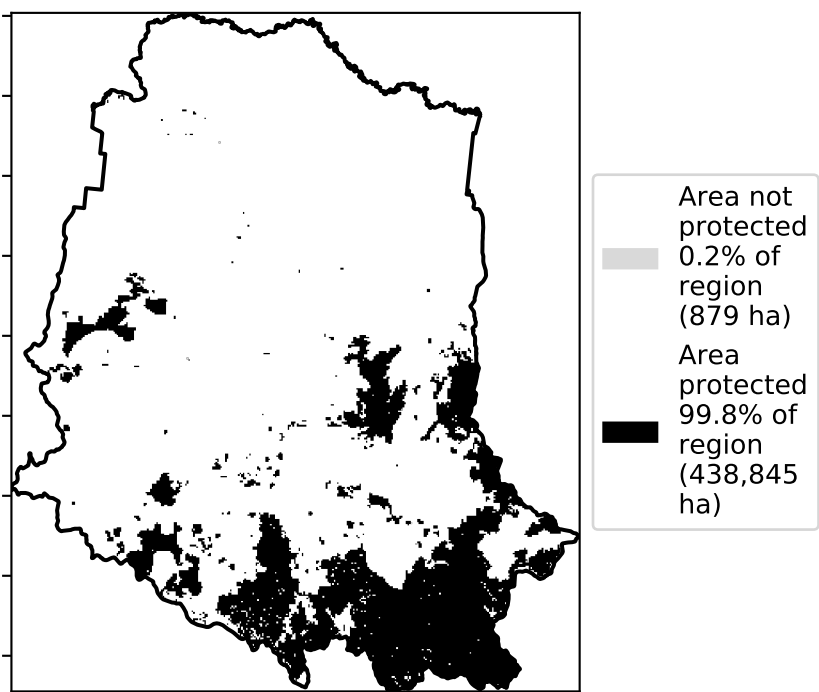 Area not
protected
0.2% of
region
(879 ha)
Area
protected
99.8% of
region
(438,845
ha)